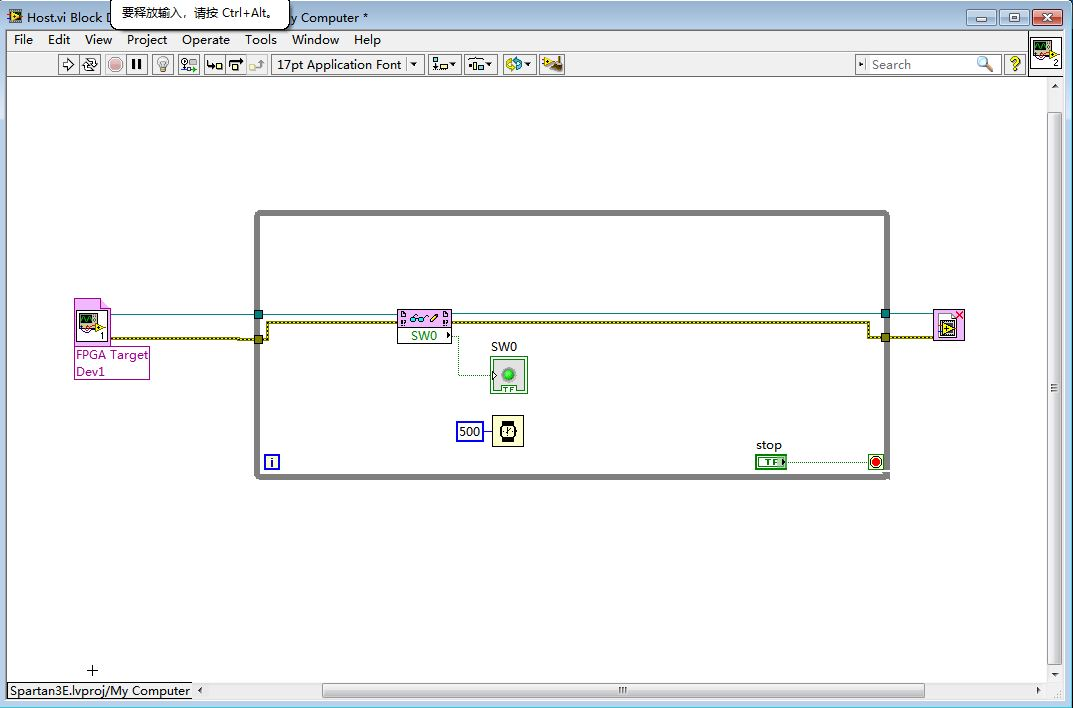 Host.vi Block D
要释放输入，请按 Ctrl+Alt。
y Computer *
File Edit View Project Operate Tools Window Help
17pt Application Font
Search
?
2
1
FPGA Target
Dev1
SW0
SW0
TF
500
i
stop
TF
Spartan3E.lvproj/My Computer